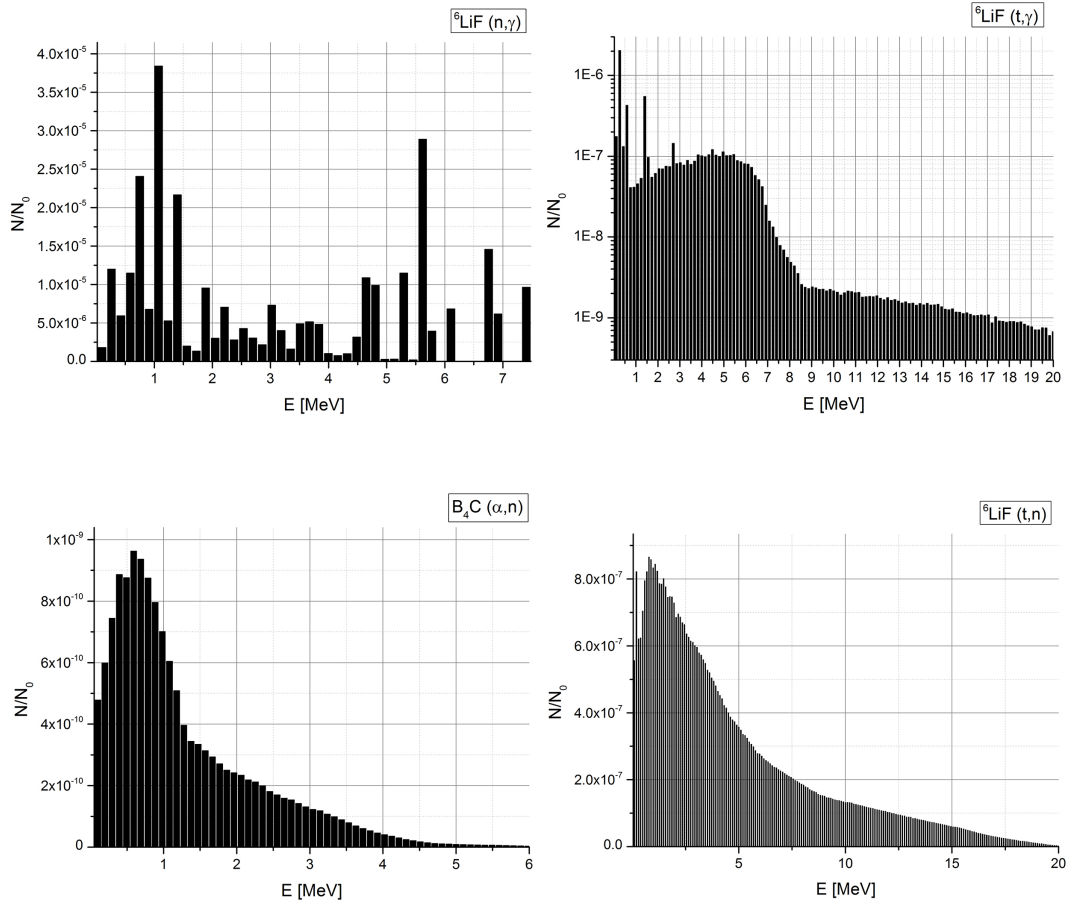 ⁶LiF (n,γ)
4.0x10⁻⁵
3.5x10⁻⁵
3.0x10⁻⁵
2.5x10⁻⁵
2.0x10⁻⁵
1.5x10⁻⁵
1.0x10⁻⁵
5.0x10⁻⁶
0.0
N/N₀
1 2 3 4 5 6 7
E [MeV]
⁶LiF (t,γ)
1E-6
1E-7
1E-8
1E-9
N/N₀
1 2 3 4 5 6 7 8 9 10 11 12 13 14 15 16 17 18 19 20
E [MeV]
B₄C (α,n)
1x10⁻⁹
8x10⁻¹⁰
6x10⁻¹⁰
4x10⁻¹⁰
2x10⁻¹⁰
0
N/N₀
1 2 3 4 5 6
E [MeV]
⁶LiF (t,n)
8.0x10⁻⁷
6.0x10⁻⁷
4.0x10⁻⁷
2.0x10⁻⁷
0.0
N/N₀
5 10 15 20
E [MeV]